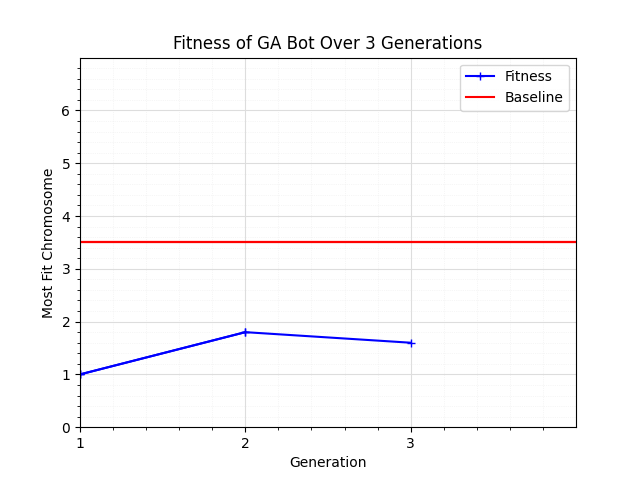 Fitness of GA Bot Over 3 Generations
Fitness
Baseline
6
5
4
3
2
1
0
Most Fit Chromosome
1 2 3
Generation